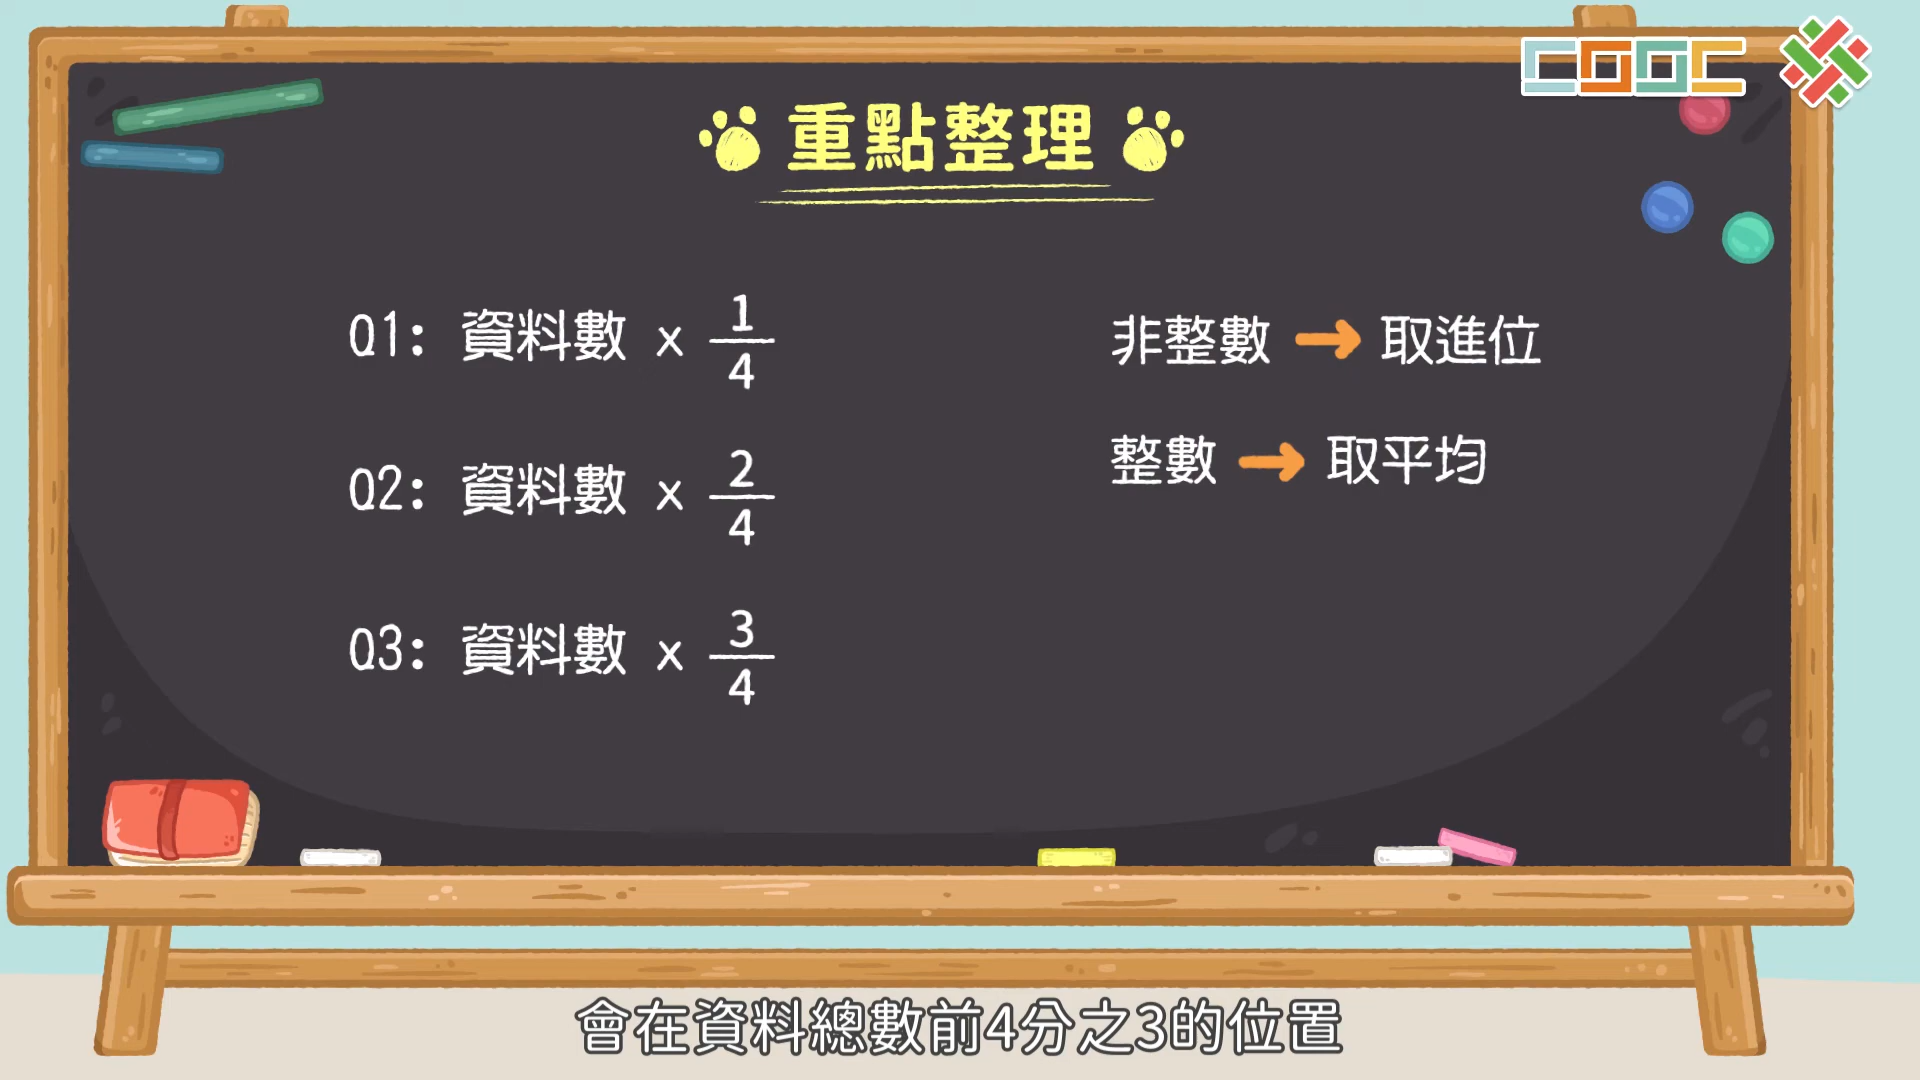 COOC
重點整理
Q1: 資料數 x 1/4
Q2: 資料數 x 2/4
Q3: 資料數 x 3/4
非整數 → 取進位
整數 → 取平均
會在資料總數前4分之3的位置